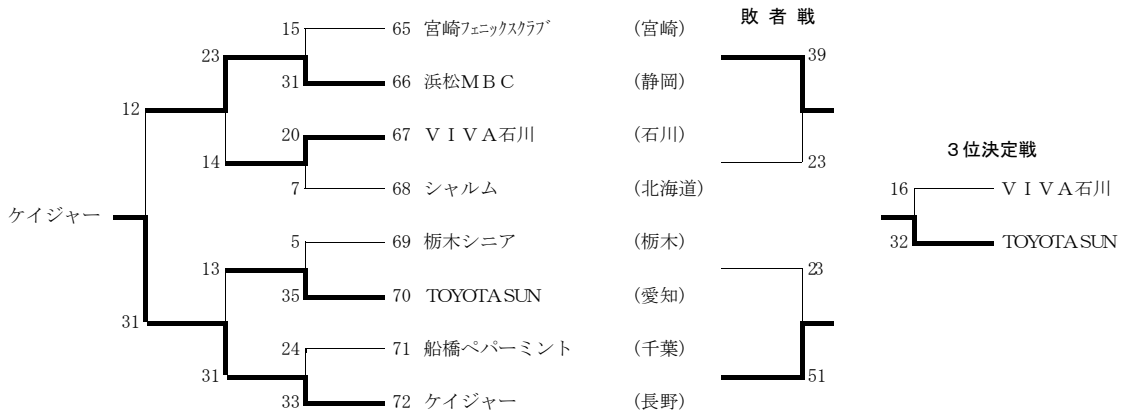 敗者戦
15 65 宮崎フェニックスクラブ (宮崎)
23 39
31 66 浜松MBC (静岡)
12
20 67 VIVA石川 (石川)
14 23 3位決定戦
7 68 シャルム (北海道) 16 VIVA石川
ケイジャー
5 69 栃木シニア (栃木) 32 TOYOTA SUN
13 23
35 70 TOYOTA SUN (愛知)
31
24 71 船橋ペパーミント (千葉)
31 51
33 72 ケイジャー (長野)